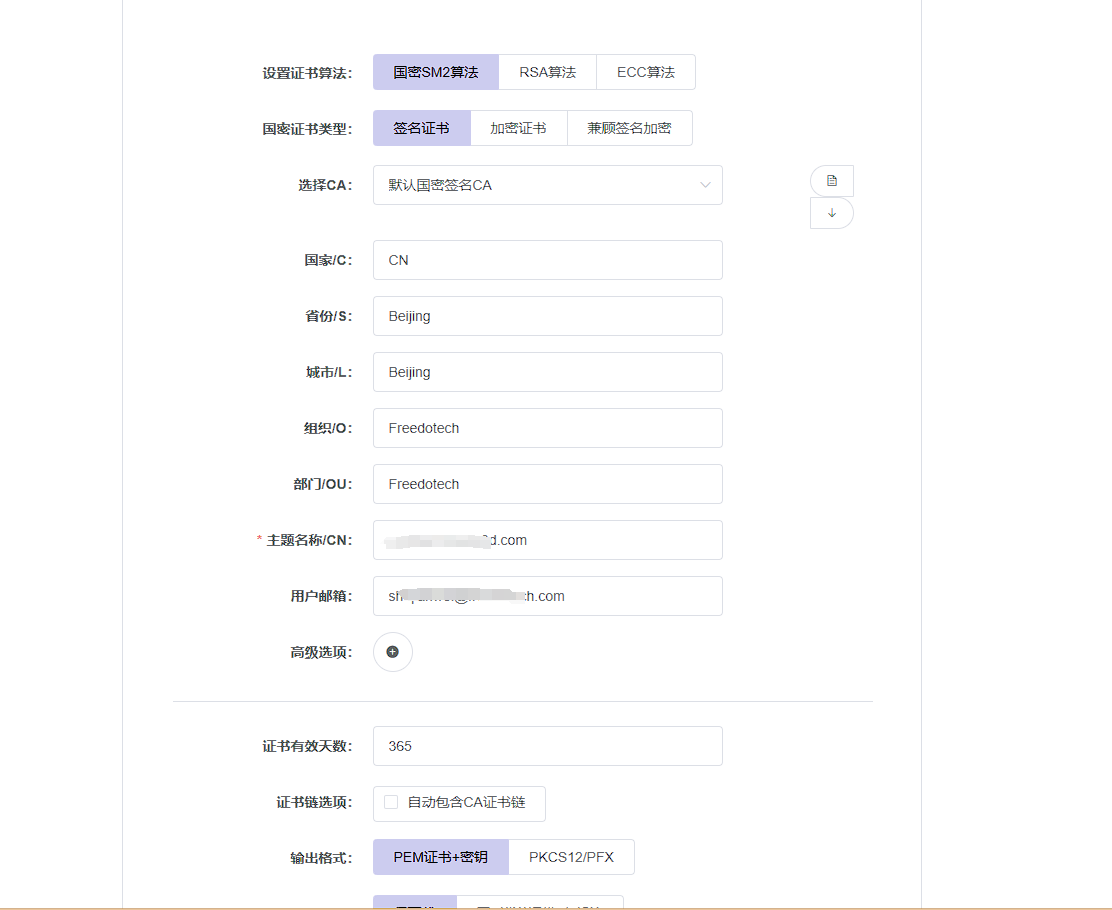 设置证书算法： 国密SM2算法 RSA算法 ECC算法
国密证书类型： 签名证书 加密证书 兼顾签名加密
选择CA： 默认国密签名CA
国家/C： CN
省份/S： Beijing
城市/L： Beijing
组织/O： Freedotech
部门/OU： Freedotech
* 主题名称/CN： d.com
用户邮箱： ch.com
高级选项：
证书有效天数： 365
证书链选项： 自动包含CA证书链
输出格式： PEM证书+密钥 PKCS12/PFX